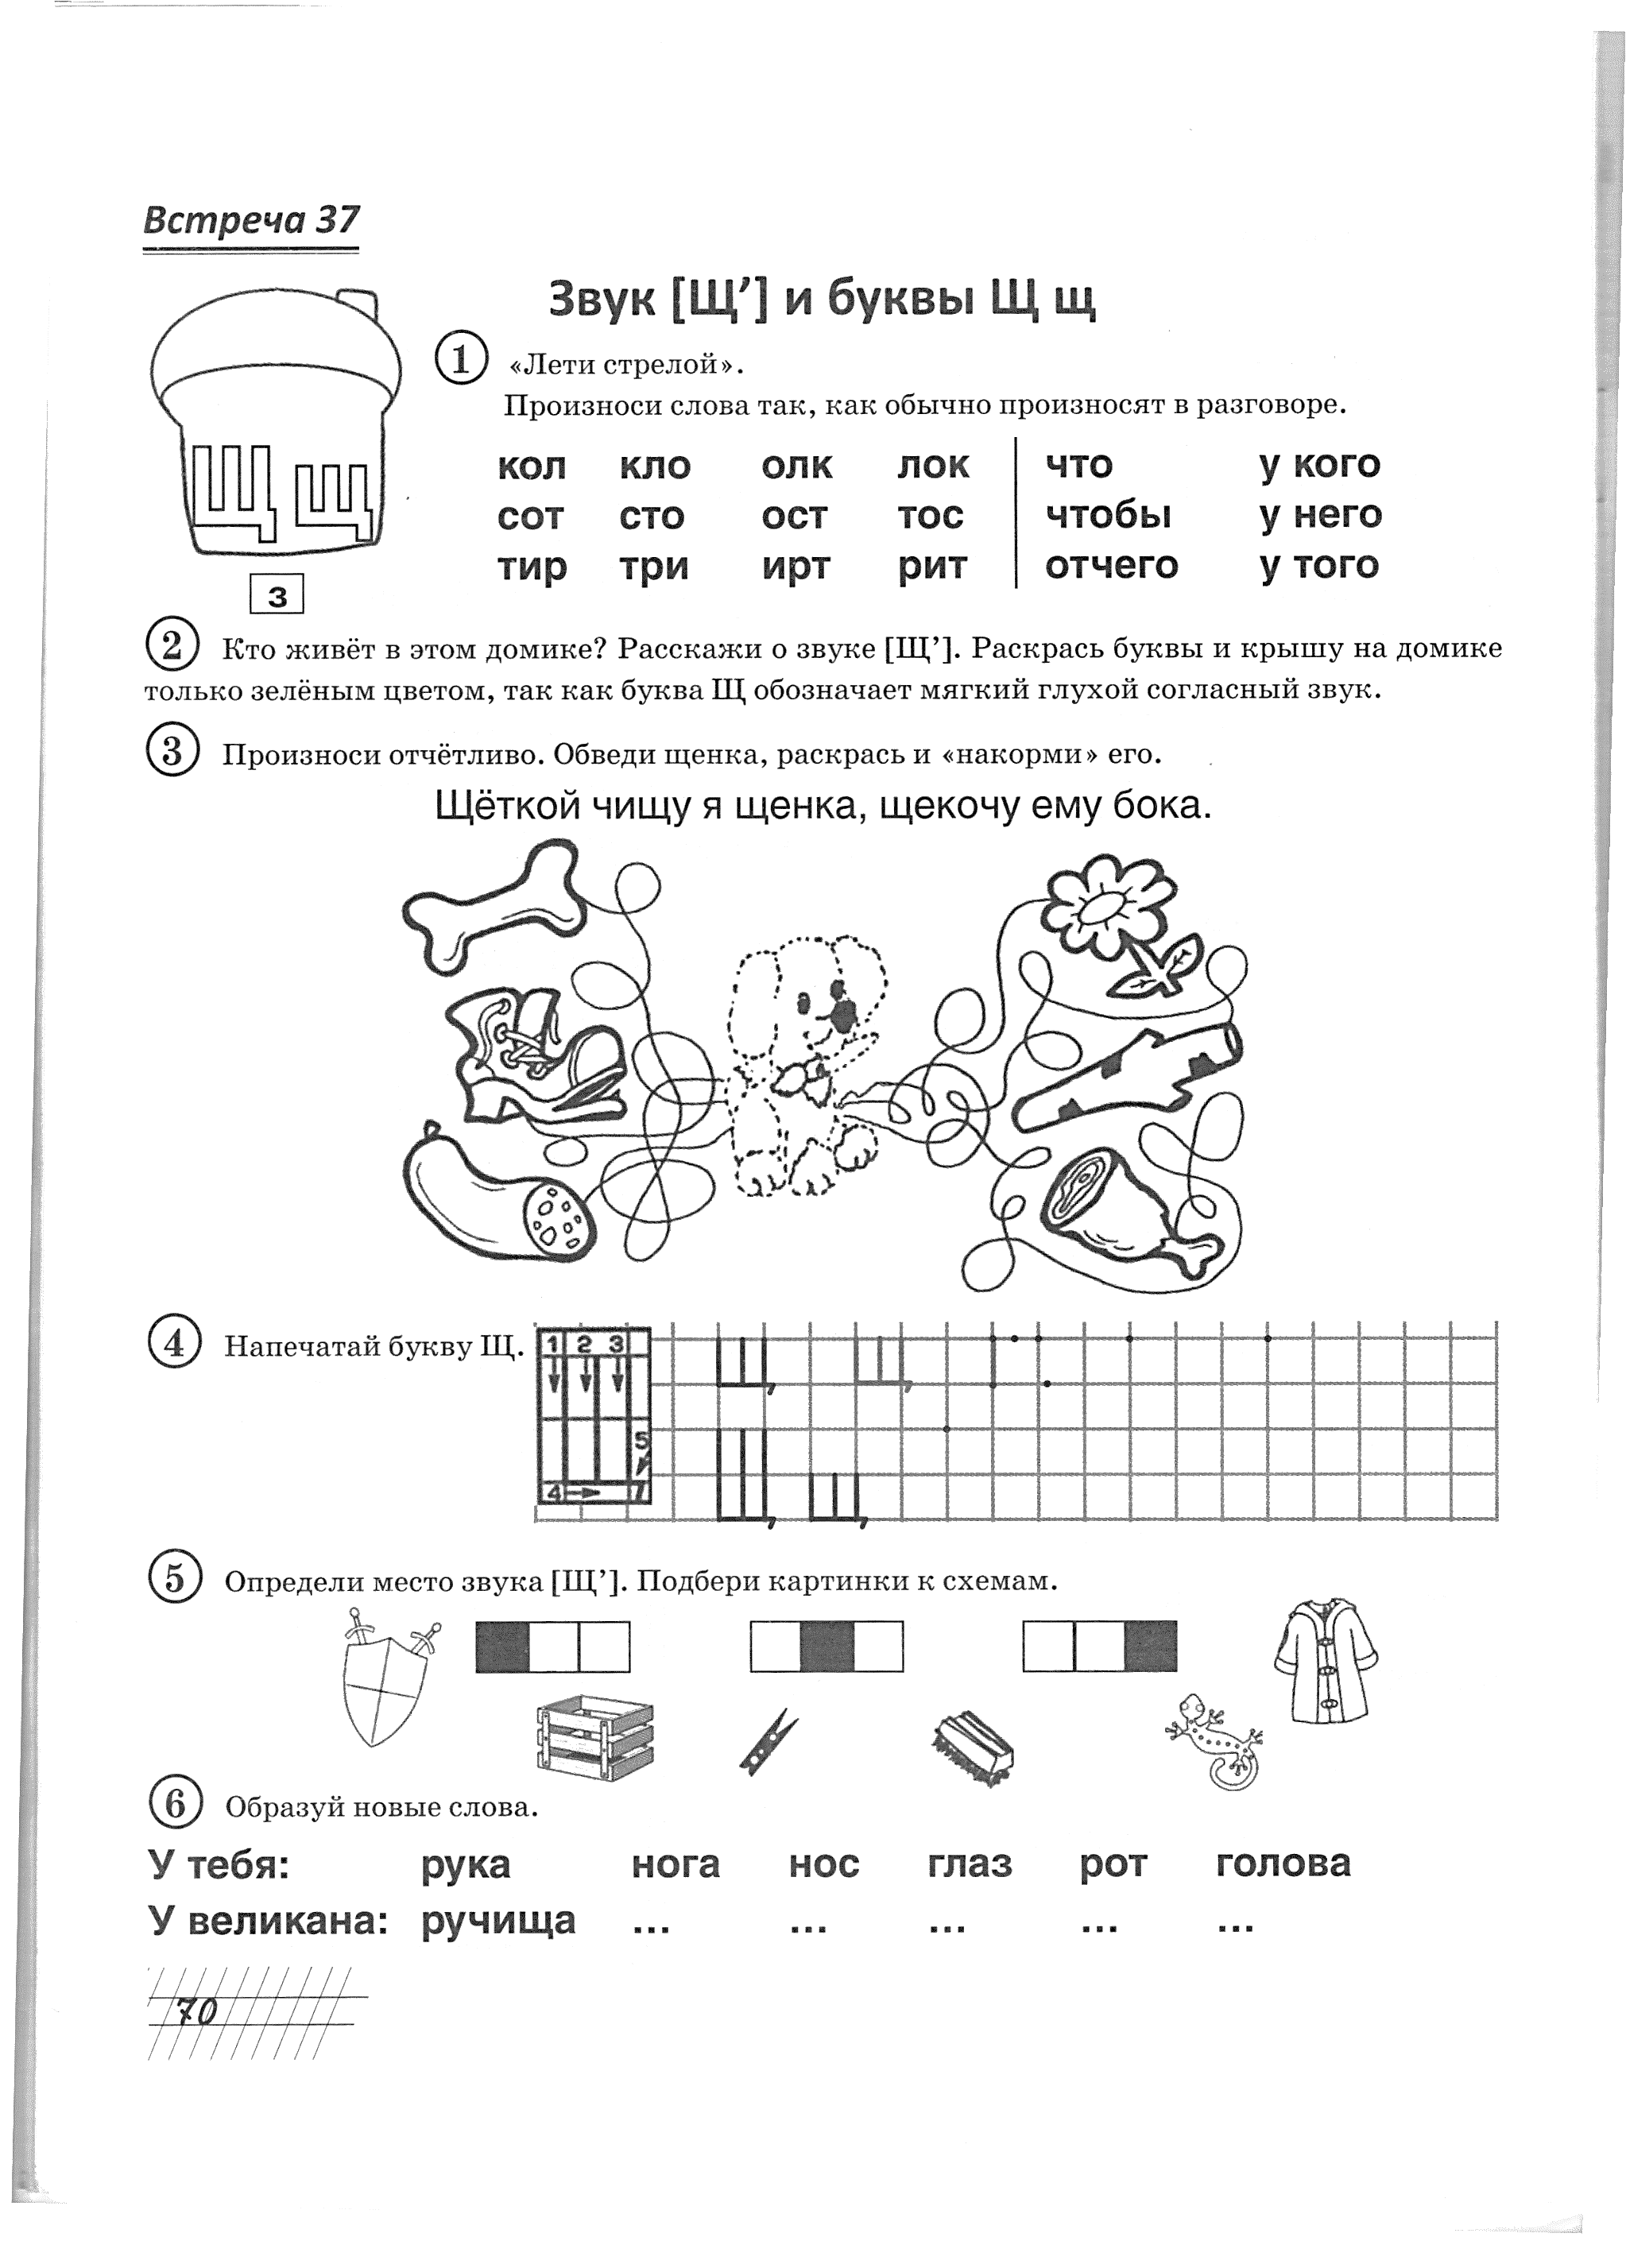 Встреча 37
Звук [Щ’] и буквы Щ щ
Щ щ
з
1 «Лети стрелой».
Произноси слова так, как обычно произносят в разговоре.
кол кло олк лок что у кого
сот сто ост тос чтобы у него
тир три ирт рит отчего у того
2 Кто живёт в этом домике? Расскажи о звуке [Щ’]. Раскрась буквы и крышу на домике
только зелёным цветом, так как буква Щ обозначает мягкий глухой согласный звук.
3 Произноси отчётливо. Обведи щенка, раскрась и «накорми» его.
Щёткой чищу я щенка, щекочу ему бока.
4 Напечатай букву Щ.
1 2 3
5
4
Щ Щ
Щ щ
5 Определи место звука [Щ’]. Подбери картинки к схемам.
6 Образуй новые слова.
У тебя: рука нога нос глаз рот голова
У великана: ручища ... ... ... ... ...
70